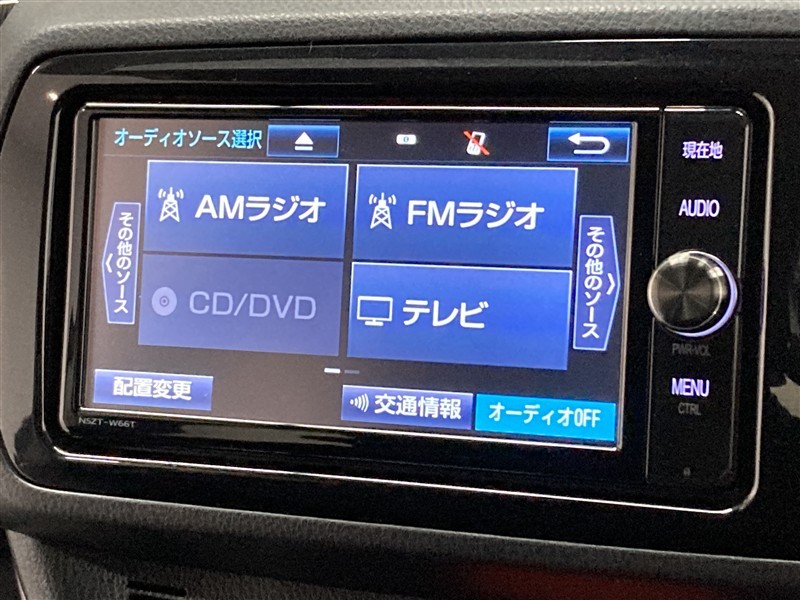 オーディオソース選択
AMラジオ
FMラジオ
その他のソース
その他のソース
CD/DVD
テレビ
配置変更
交通情報
オーディオOFF
NSZT-W66T
現在地
AUDIO
PWR-VOL
MENU
CTRL